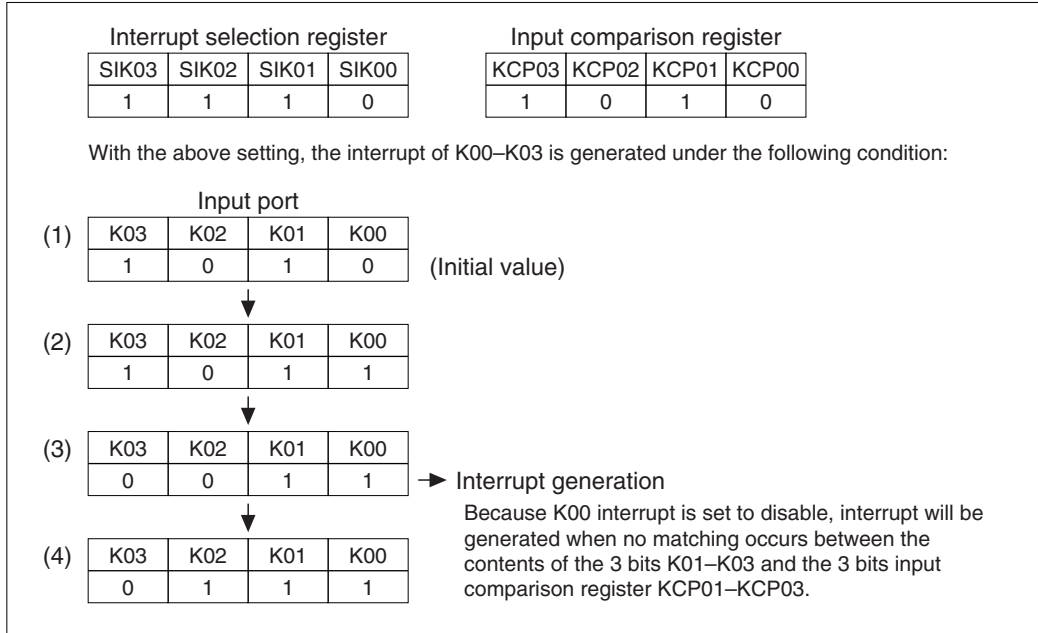 Interrupt selection register
SIK03 SIK02 SIK01 SIK00
1 1 1 0
Input comparison register
KCP03 KCP02 KCP01 KCP00
1 0 1 0
With the above setting, the interrupt of K00–K03 is generated under the following condition:
Input port
(1) K03 K02 K01 K00
1 0 1 0 (Initial value)
(2) K03 K02 K01 K00
1 0 1 1
(3) K03 K02 K01 K00
0 0 1 1 Interrupt generation
Because K00 interrupt is set to disable, interrupt will be
generated when no matching occurs between the
contents of the 3 bits K01–K03 and the 3 bits input
comparison register KCP01–KCP03.
(4) K03 K02 K01 K00
0 1 1 1